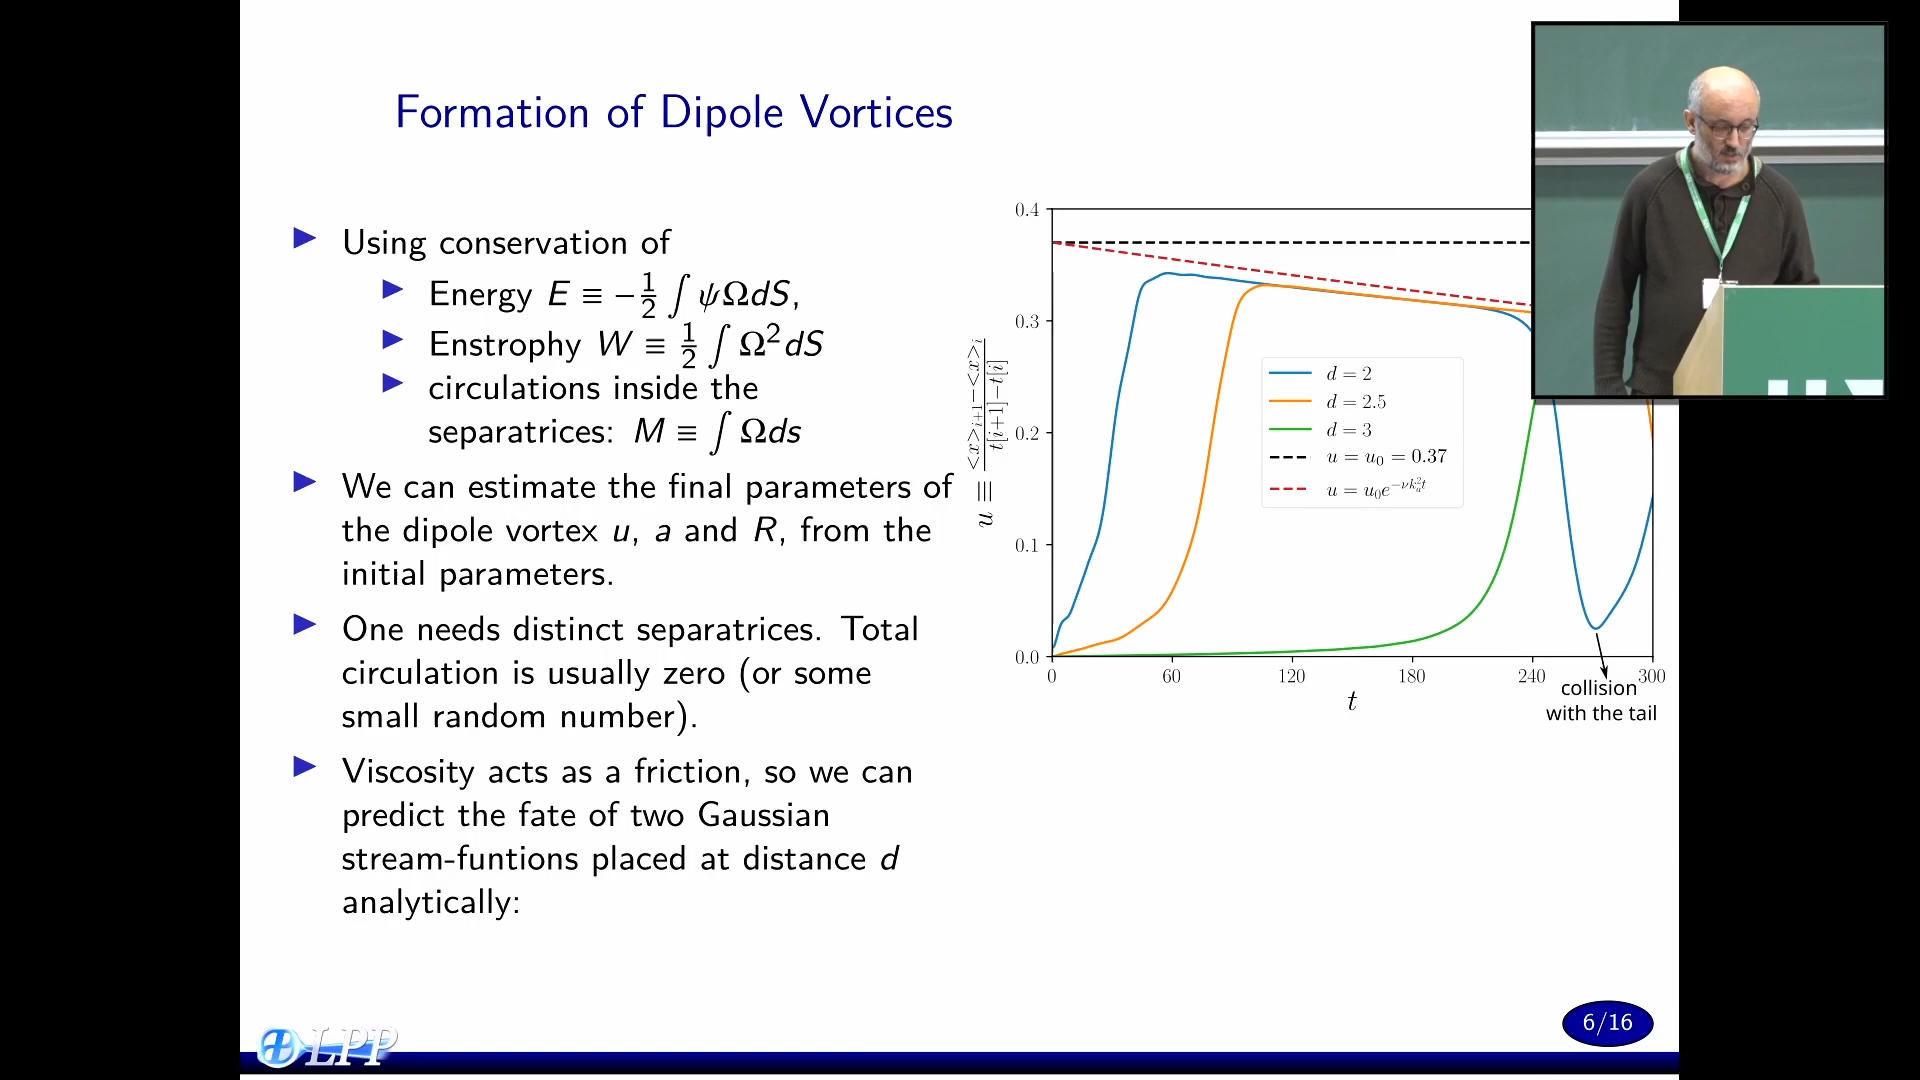 Formation of Dipole Vortices
▶ Using conservation of
▶ Energy E ≡ −1/2 ∫ ψΩdS,
▶ Enstrophy W ≡ 1/2 ∫ Ω²dS
▶ circulations inside the
separatrices: M ≡ ∫ Ωds
▶ We can estimate the final parameters of
the dipole vortex u, a and R, from the
initial parameters.
▶ One needs distinct separatrices. Total
circulation is usually zero (or some
small random number).
▶ Viscosity acts as a friction, so we can
predict the fate of two Gaussian
stream-funtions placed at distance d
analytically:
u ≡ (<x>i+1−<x>i)/(t[i+1]−t[i])
0.4
0.3
0.2
0.1
0.0
d = 2
d = 2.5
d = 3
u = u₀ = 0.37
u = u₀e^(−νk²ₐt)
0 60 120 180 240 300
t
collision
with the tail
LPP
6/16